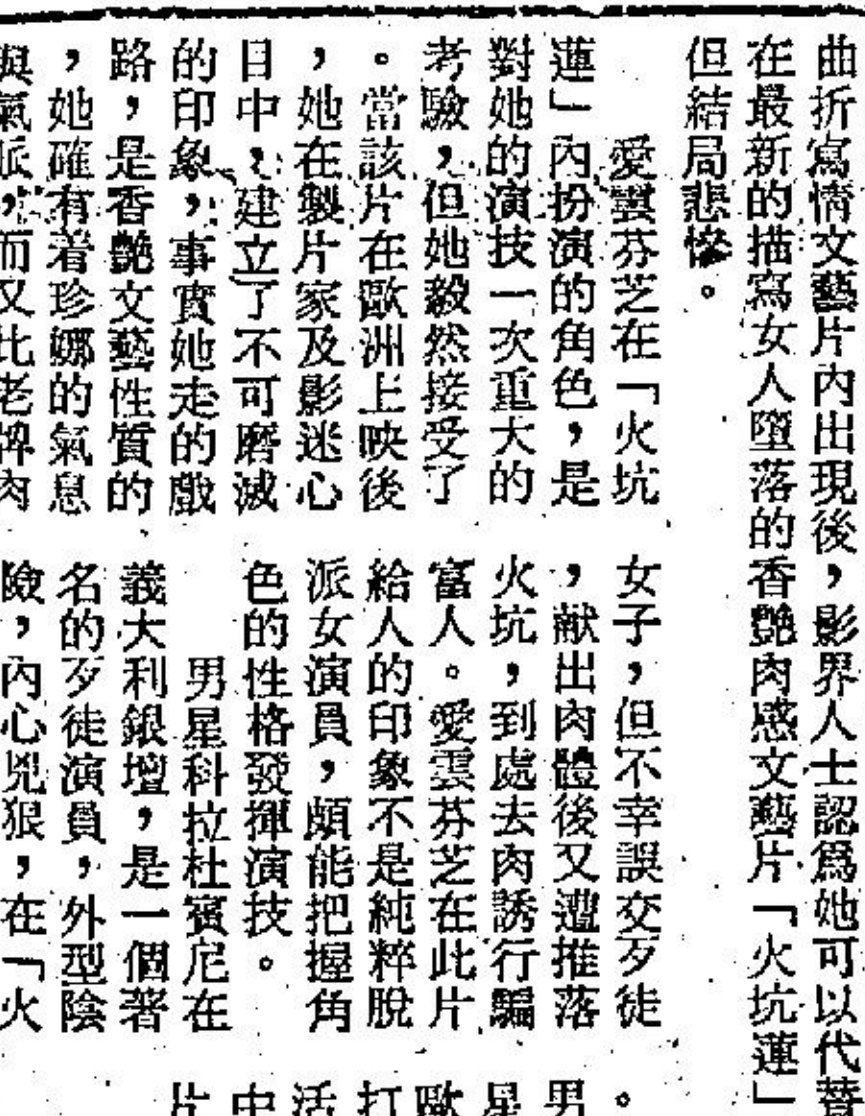 曲折寫情文藝片內出現後，影界人士認爲她可以代替
在最新的描寫女人墮落的香艷肉感文藝片「火坑蓮」
但結局悲慘。
愛雲芬芝在「火坑
蓮」內扮演的角色，是
對她的演技一次重大的
考驗，但她毅然接受了
。當該片在歐洲上映後
，她在製片家及影迷心
目中，建立了不可磨滅
的印象，事實她走的戲
路，是香艷文藝性質的
，她確有着珍娜的氣息
與氣派，而又比老牌肉
女子，但不幸誤交歹徒
，献出肉體後又遭推落
火坑，到處去肉誘行騙
富人。愛雲芬芝在此片
給人的印象不是純粹脫
派女演員，頗能把握角
色的性格發揮演技。
男星科拉杜賓尼在
義大利銀壇，是一個著
名的歹徒演員，外型陰
險，內心兇狠，在「火
。
男
星
歐
打
活
中
片